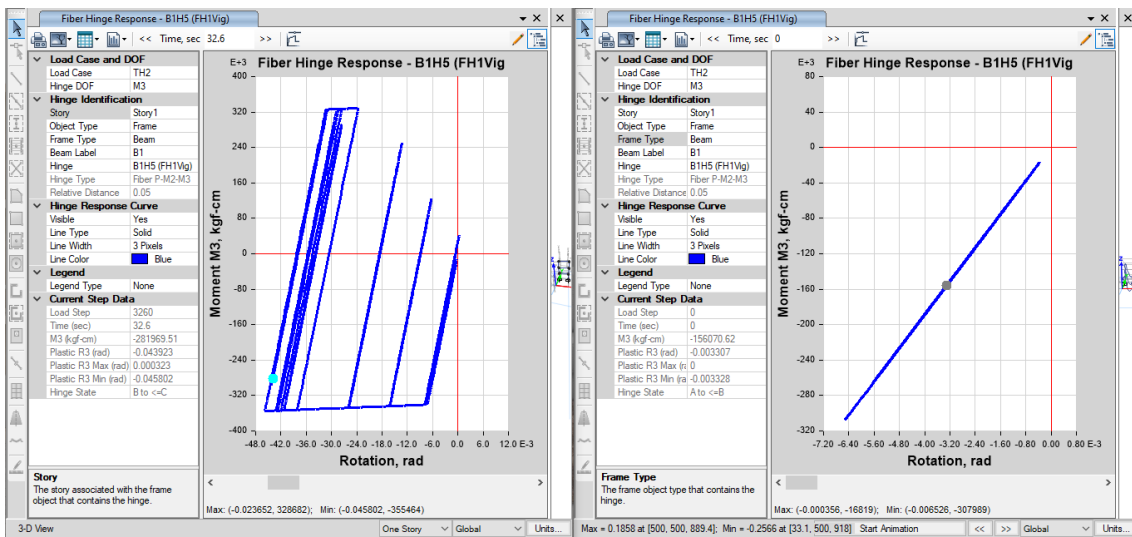 Fiber Hinge Response - B1H5 (FH1Vig)
<< Time, sec 32.6 >>
Load Case and DOF
Load Case TH2
Hinge DOF M3
Hinge Identification
Story Story1
Object Type Frame
Frame Type Beam
Beam Label B1
Hinge B1H5 (FH1Vig)
Hinge Type Fiber P-M2-M3
Relative Distance 0.05
Hinge Response Curve
Visible Yes
Line Type Solid
Line Width 3 Pixels
Line Color Blue
Legend
Legend Type None
Current Step Data
Load Step 3260
Time (sec) 32.6
M3 (kgf-cm) -281969.51
Plastic R3 (rad) -0.043923
Plastic R3 Max (rad) 0.000323
Plastic R3 Min (rad) -0.045802
Hinge State B to <=C
Story
The story associated with the frame
object that contains the hinge.
E+3 Fiber Hinge Response - B1H5 (FH1Vig
400
320
240
160
80
0
-80
-160
-240
-320
-400
Moment M3, kgf-cm
-48.0 -42.0 -36.0 -30.0 -24.0 -18.0 -12.0 -6.0 0.0 6.0 12.0 E-3
Rotation, rad
Max: (-0.023652, 328682); Min: (-0.045802, -355464)
3-D View One Story Global Units...
Fiber Hinge Response - B1H5 (FH1Vig)
<< Time, sec 0 >>
Load Case and DOF
Load Case TH2
Hinge DOF M3
Hinge Identification
Story Story1
Object Type Frame
Frame Type Beam
Beam Label B1
Hinge B1H5 (FH1Vig)
Hinge Type Fiber P-M2-M3
Relative Distance 0.05
Hinge Response Curve
Visible Yes
Line Type Solid
Line Width 3 Pixels
Line Color Blue
Legend
Legend Type None
Current Step Data
Load Step 0
Time (sec) 0
M3 (kgf-cm) -156070.62
Plastic R3 (rad) -0.003307
Plastic R3 Max (r 0
Plastic R3 Min (ra -0.003328
Hinge State A to <=B
Frame Type
The frame object type that contains the
hinge.
E+3 Fiber Hinge Response - B1H5 (FH1Vig
80
0
-40
-80
-120
-160
-200
-240
-280
-320
Moment M3, kgf-cm
-7.20 -6.40 -5.60 -4.80 -4.00 -3.20 -2.40 -1.60 0.00 0.80 E-3
Rotation, rad
Max: (-0.000356, -16819); Min: (-0.006526, -307989)
Max = 0.1858 at [500, 500, 889.4]; Min = -0.2566 at [33.1, 500, 918] Start Animation << >> Global Units...